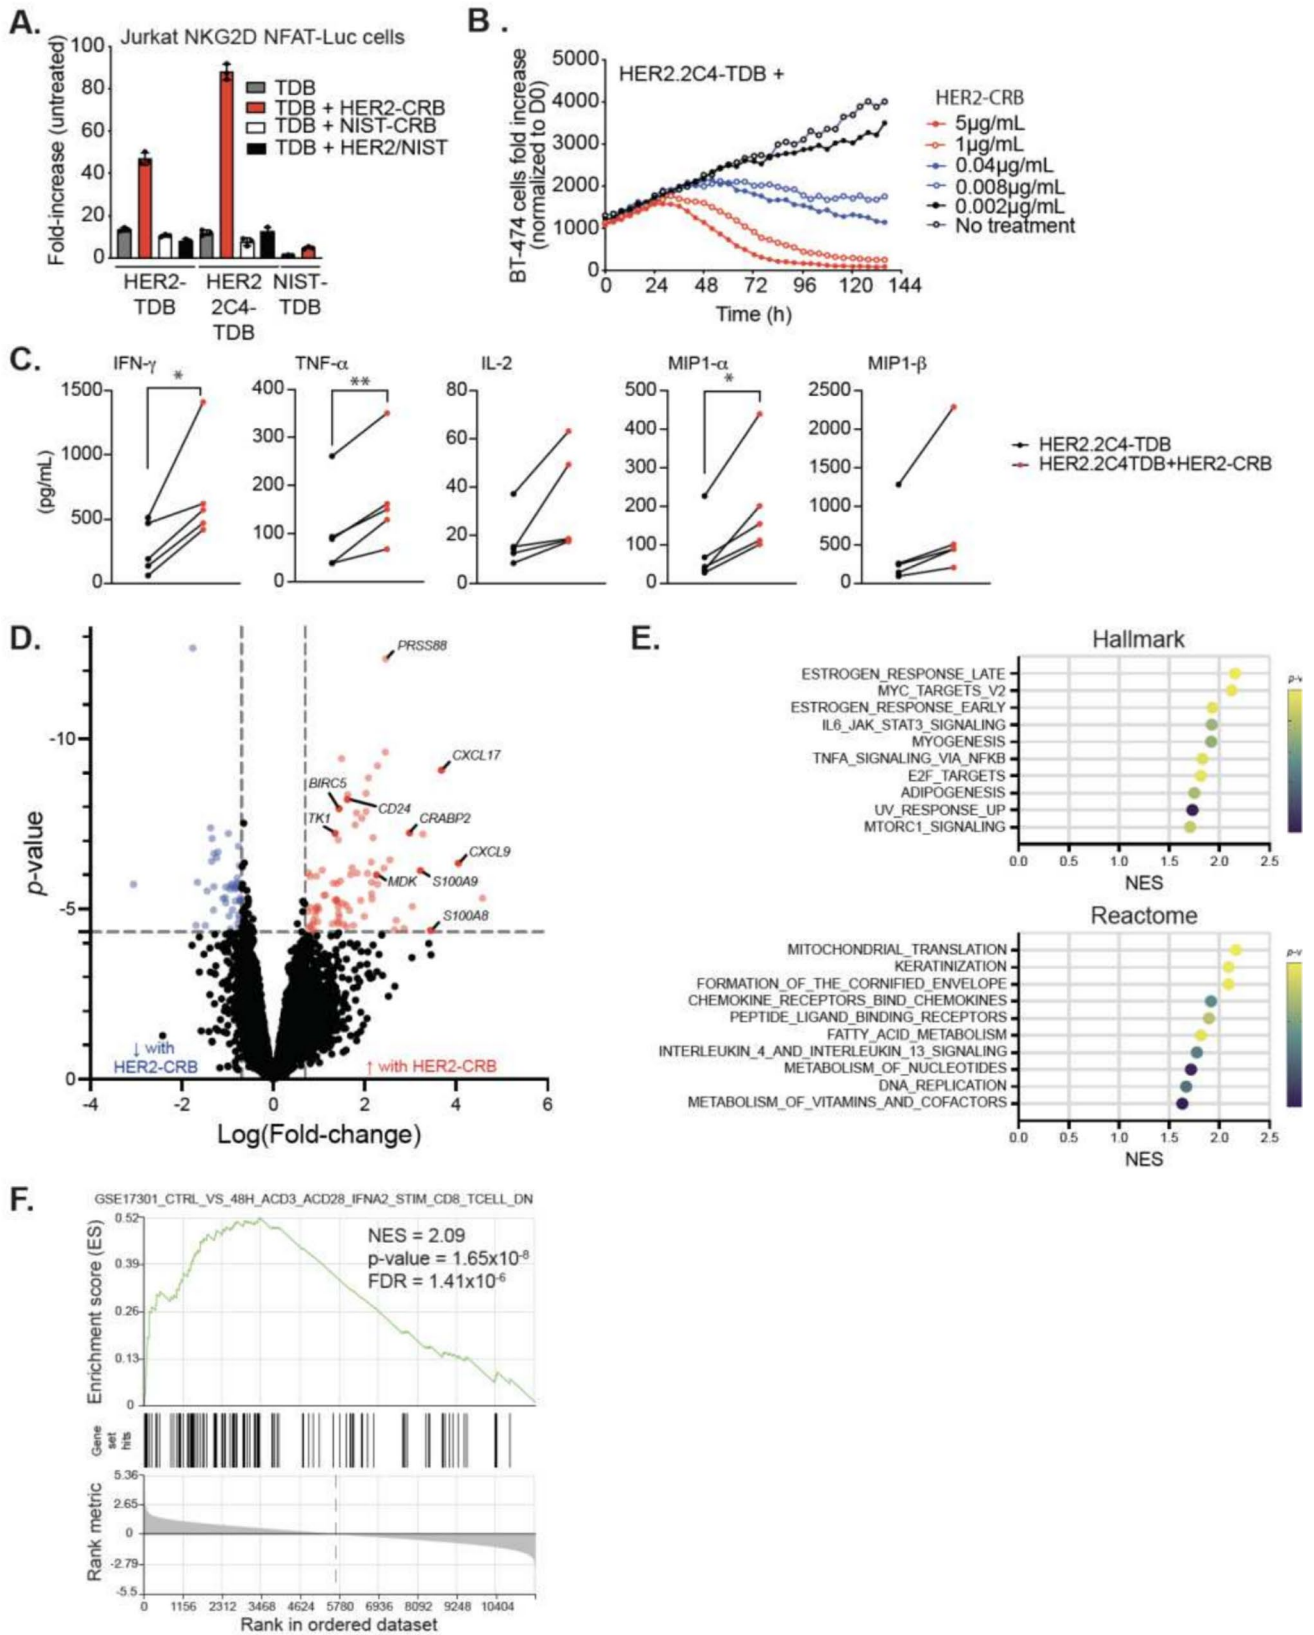 A.
Jurkat NKG2D NFAT-Luc cells
Fold-increase (untreated)
100
80
60
40
20
0
TDB
TDB + HER2-CRB
TDB + NIST-CRB
TDB + HER2/NIST
HER2-
TDB
HER2
2C4-
TDB
NIST-
TDB
B .
BT-474 cells fold increase
(normalized to D0)
HER2.2C4-TDB +
5000
4000
3000
2000
1000
0
0 24 48 72 96 120 144
Time (h)
HER2-CRB
5µg/mL
1µg/mL
0.04µg/mL
0.008µg/mL
0.002µg/mL
No treatment
C.
(pg/mL)
IFN-γ
*
1500
1000
500
0
TNF-α
**
400
300
200
100
0
IL-2
80
60
40
20
0
MIP1-α
*
500
400
300
200
100
0
MIP1-β
2500
2000
1500
1000
500
0
HER2.2C4-TDB
HER2.2C4TDB+HER2-CRB
D.
p-value
-10
-5
0
PRSS88
CXCL17
BIRC5
CD24
TK1
CRABP2
CXCL9
MDK
S100A9
S100A8
↓ with
HER2-CRB
↑ with HER2-CRB
-4 -2 0 2 4 6
Log(Fold-change)
E.
Hallmark
p-v
ESTROGEN_RESPONSE_LATE
MYC_TARGETS_V2
ESTROGEN_RESPONSE_EARLY
IL6_JAK_STAT3_SIGNALING
MYOGENESIS
TNFA_SIGNALING_VIA_NFKB
E2F_TARGETS
ADIPOGENESIS
UV_RESPONSE_UP
MTORC1_SIGNALING
0.0 0.5 1.0 1.5 2.0 2.5
NES
Reactome
p-v
MITOCHONDRIAL_TRANSLATION
KERATINIZATION
FORMATION_OF_THE_CORNIFIED_ENVELOPE
CHEMOKINE_RECEPTORS_BIND_CHEMOKINES
PEPTIDE_LIGAND_BINDING_RECEPTORS
FATTY_ACID_METABOLISM
INTERLEUKIN_4_AND_INTERLEUKIN_13_SIGNALING
METABOLISM_OF_NUCLEOTIDES
DNA_REPLICATION
METABOLISM_OF_VITAMINS_AND_COFACTORS
0.0 0.5 1.0 1.5 2.0 2.5
NES
F.
GSE17301_CTRL_VS_48H_ACD3_ACD28_IFNA2_STIM_CD8_TCELL_DN
Enrichment score (ES)
0.52
0.39
0.26
0.13
0
NES = 2.09
p-value = 1.65x10-8
FDR = 1.41x10-6
Gene
set
hits
Rank metric
5.36
2.65
0
-2.79
-5.5
0 1156 2312 3468 4624 5780 6936 8092 9248 10404
Rank in ordered dataset